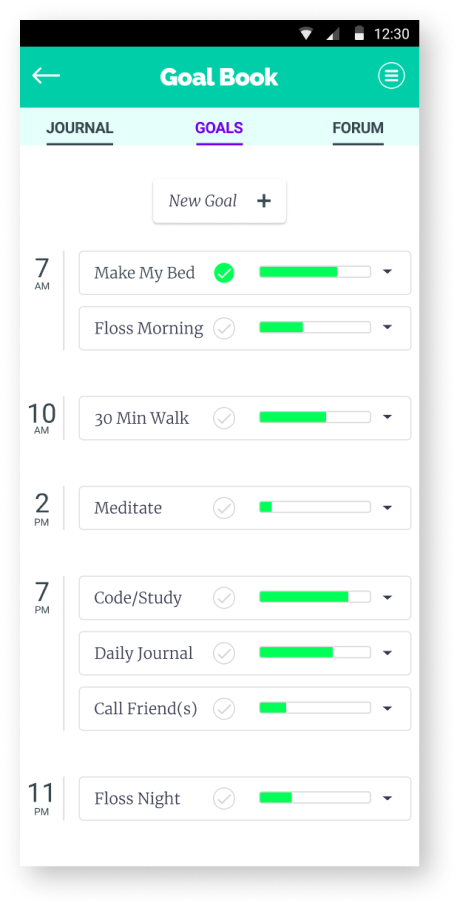 12:30
Goal Book
JOURNAL GOALS FORUM
New Goal +
7
AM
Make My Bed
Floss Morning
10
AM
30 Min Walk
2
PM
Meditate
7
PM
Code/Study
Daily Journal
Call Friend(s)
11
PM
Floss Night